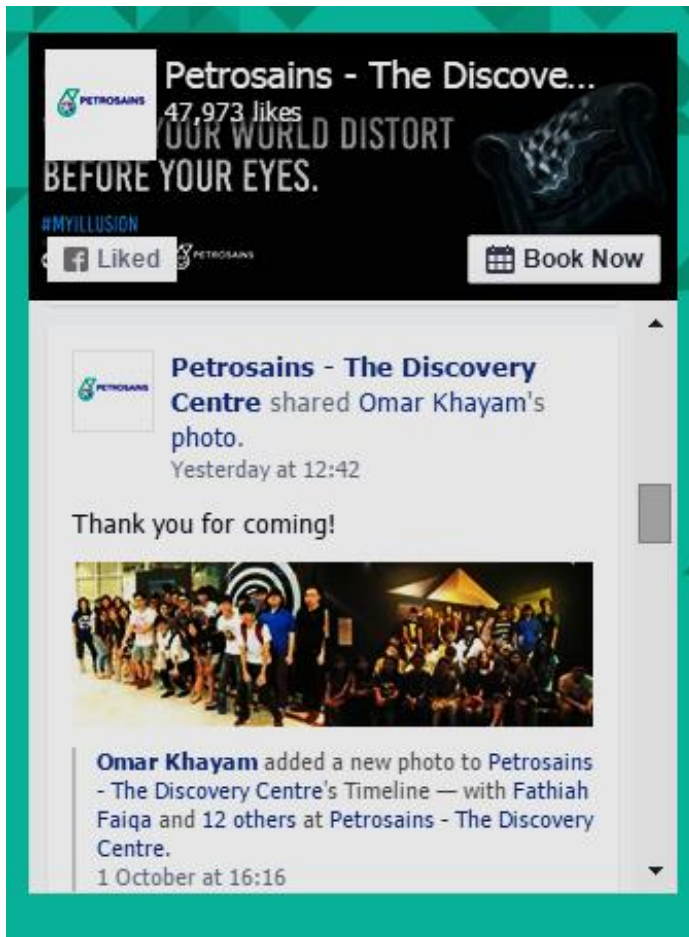 PETROSAINS
Petrosains - The Discove...
47,973 likes
YOUR WORLD DISTORT
BEFORE YOUR EYES.
#MYILLUSION
Liked
PETROSAINS
Book Now
PETROSAINS
Petrosains - The Discovery
Centre shared Omar Khayam's
photo.
Yesterday at 12:42
Thank you for coming!
Omar Khayam added a new photo to Petrosains
- The Discovery Centre's Timeline — with Fathiah
Faiqa and 12 others at Petrosains - The Discovery
Centre.
1 October at 16:16